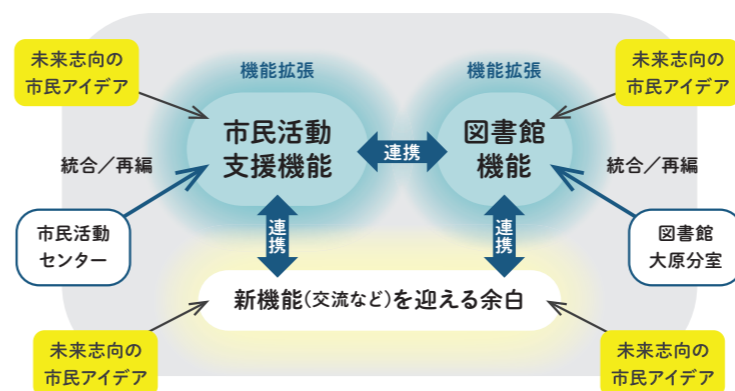 未来志向の
市民アイデア
機能拡張
機能拡張
未来志向の
市民アイデア
市民活動
支援機能
連携
図書館
機能
統合／再編
統合／再編
市民活動
センター
連携
連携
図書館
大原分室
新機能(交流など)を迎える余白
未来志向の
市民アイデア
未来志向の
市民アイデア